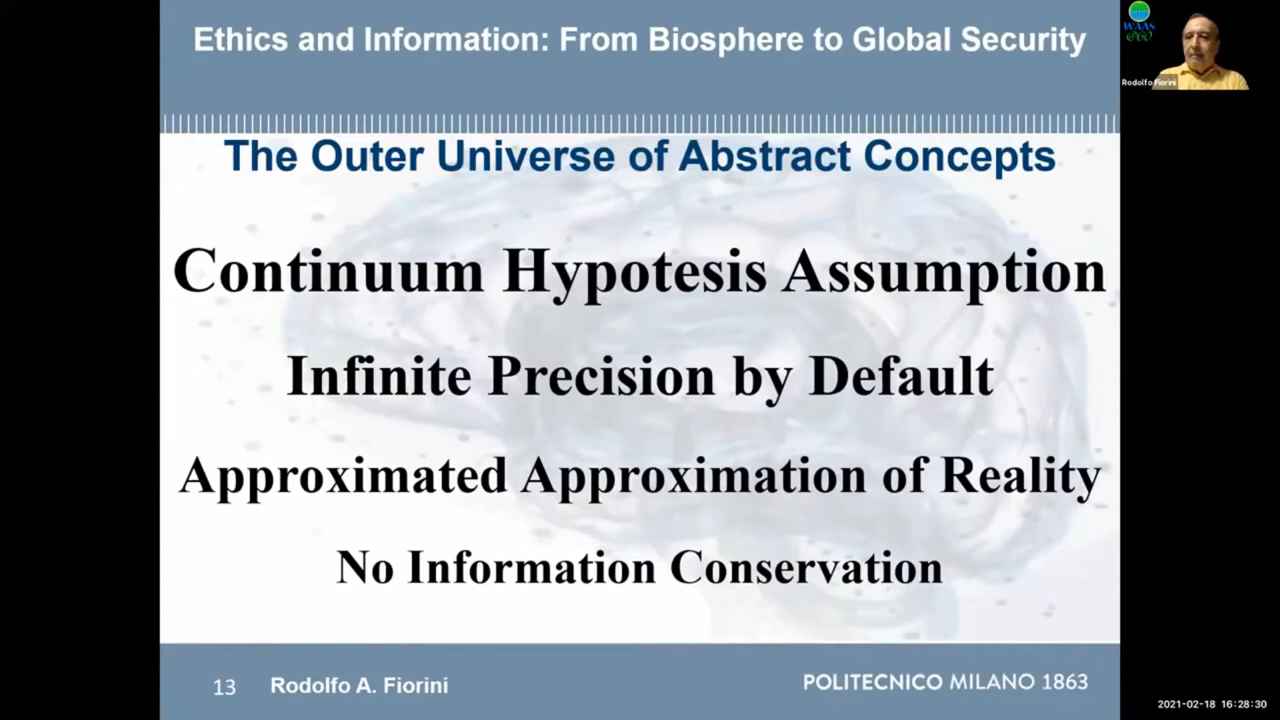 Ethics and Information: From Biosphere to Global Security
The Outer Universe of Abstract Concepts
Continuum Hypotesis Assumption
Infinite Precision by Default
Approximated Approximation of Reality
No Information Conservation
13 Rodolfo A. Fiorini
POLITECNICO MILANO 1863
WAAS
@60
Rodolfo Fiorini
2021-02-18 16:28:30